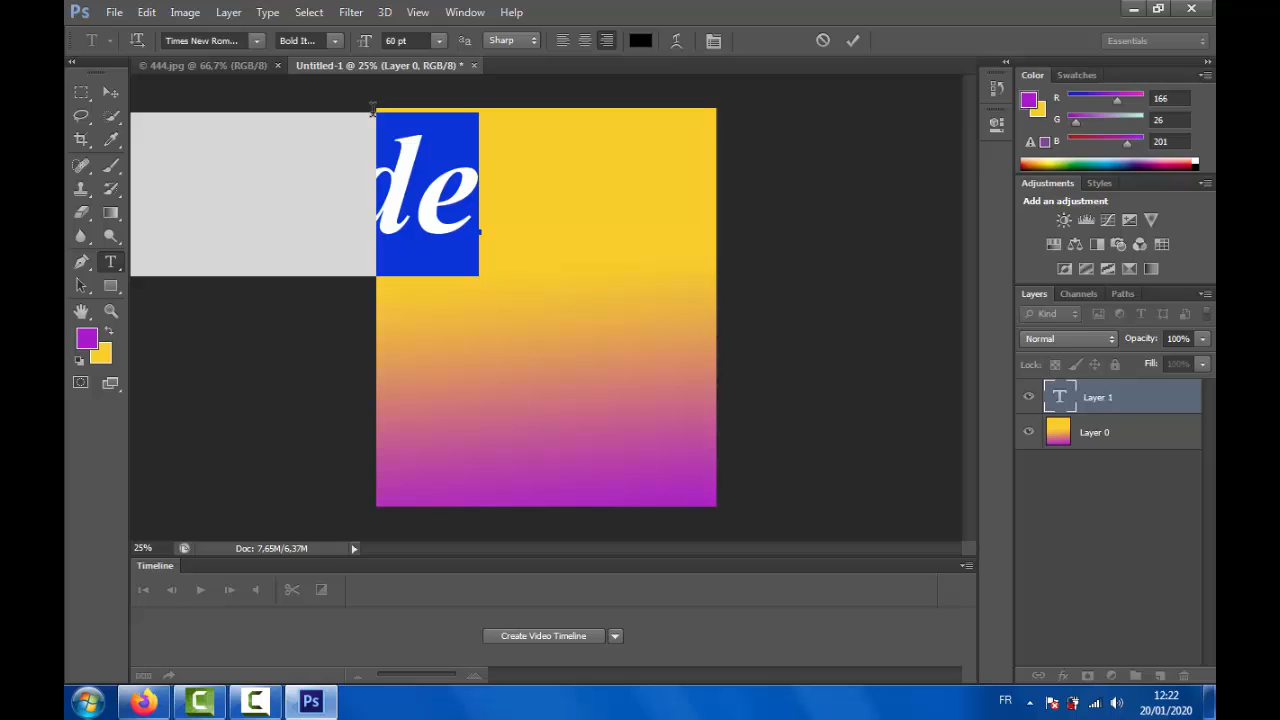 Ps File Edit Image Layer Type Select Filter 3D View Window Help
T Times New Rom... Bold It... 60 pt Sharp Essentials
© 444.jpg @ 66,7% (RGB/8) × Untitled-1 @ 25% (Layer 0, RGB/8) * ×
Color Swatches
R 166
G 26
B 201
de
Adjustments Styles
Add an adjustment
Layers Channels Paths
Kind
Normal Opacity: 100%
Lock: Fill: 100%
T Layer 1
Layer 0
25% Doc: 7,65M/6,37M
Timeline
Create Video Timeline
Ps FR 12:22
20/01/2020